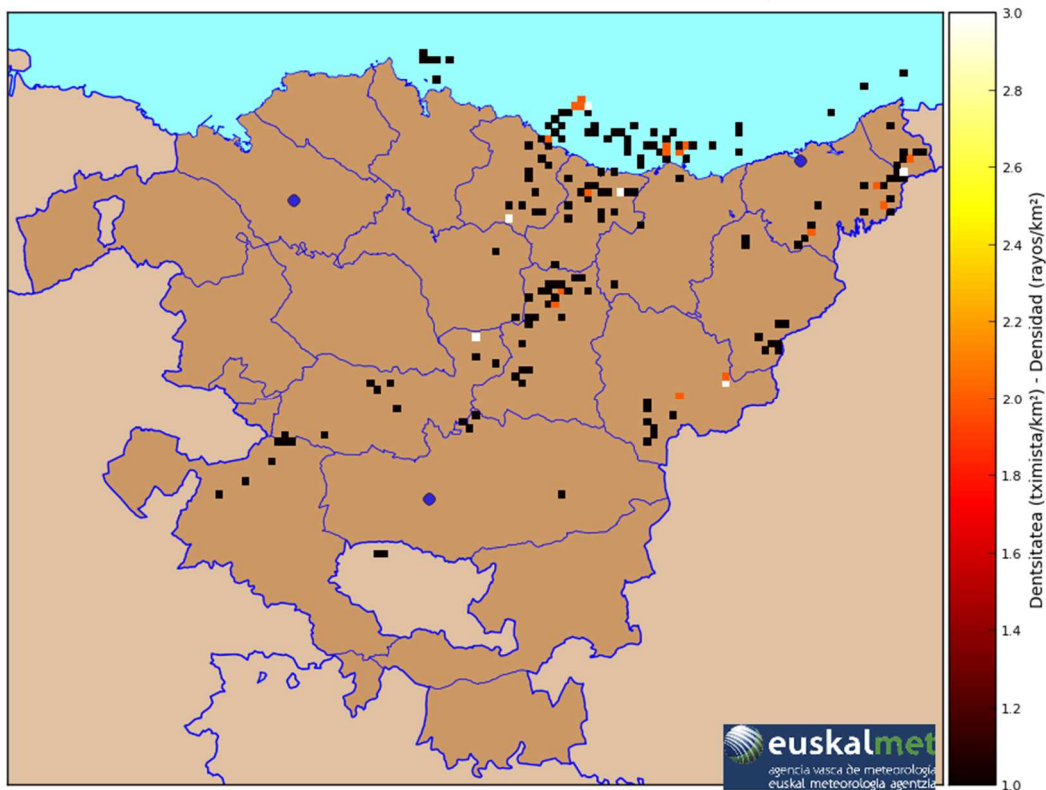 3.0
2.8
2.6
2.4
2.2
2.0
1.8
1.6
1.4
1.2
1.0
Dentsitatea (tximista/km²) - Densidad (rayos/km²)
euskalmet
agencia vasca de meteorología
euskal meteorologia agentzia